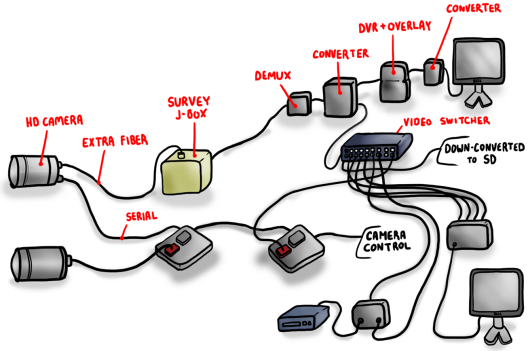 CONVERTER
DVR + OVERLAY
CONVERTER
DEMUX
SURVEY
J-BOX
HD CAMERA
EXTRA FIBER
VIDEO SWITCHER
DOWN-CONVERTED
TO SD
SERIAL
CAMERA
CONTROL